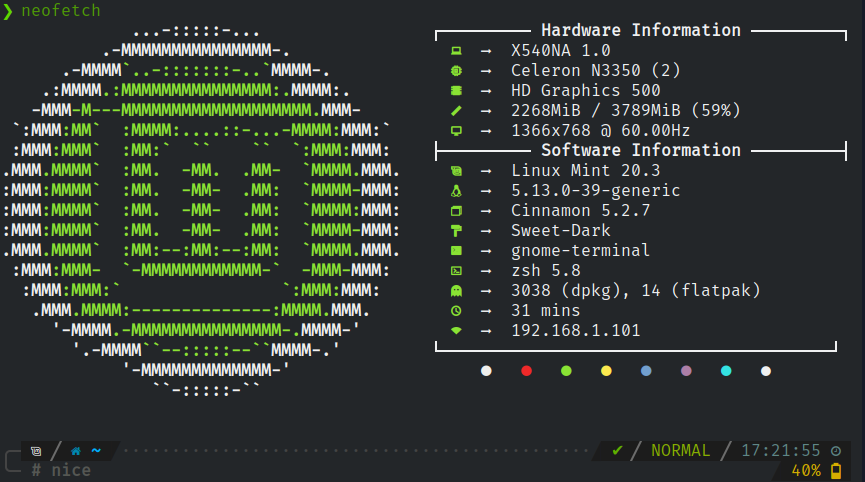 ❯ neofetch
Hardware Information
→ X540NA 1.0
→ Celeron N3350 (2)
→ HD Graphics 500
→ 2268MiB / 3789MiB (59%)
→ 1366x768 @ 60.00Hz
Software Information
→ Linux Mint 20.3
→ 5.13.0-39-generic
→ Cinnamon 5.2.7
→ Sweet-Dark
→ gnome-terminal
→ zsh 5.8
→ 3038 (dpkg), 14 (flatpak)
→ 31 mins
→ 192.168.1.101
~ ✔ NORMAL 17:21:55
# nice 40%